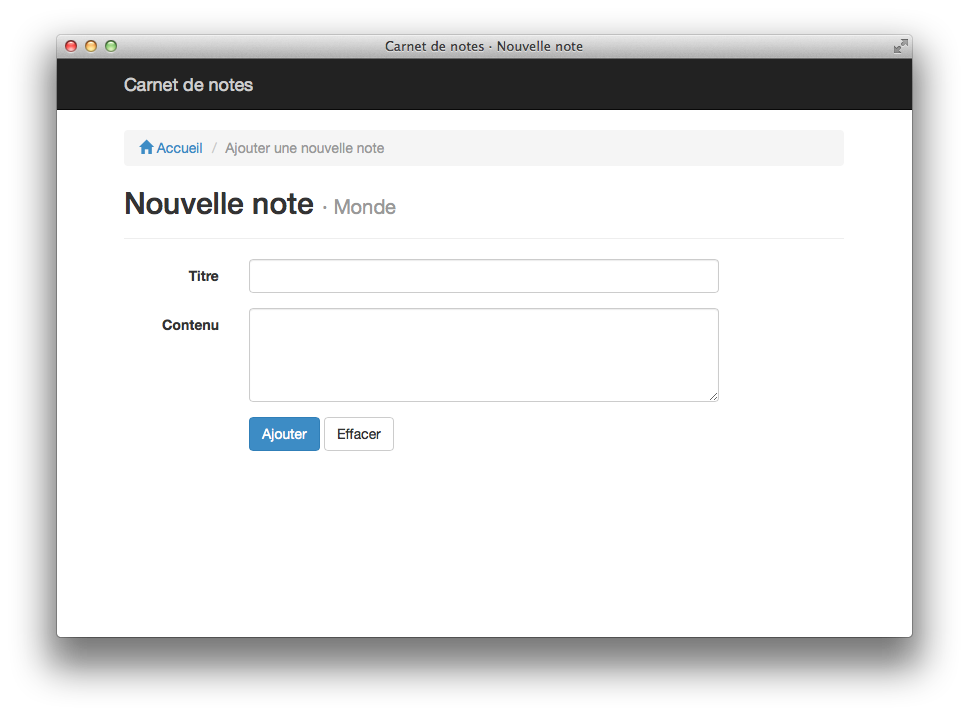 Carnet de notes · Nouvelle note
Carnet de notes
Accueil / Ajouter une nouvelle note
Nouvelle note · Monde
Titre
Contenu
Ajouter Effacer